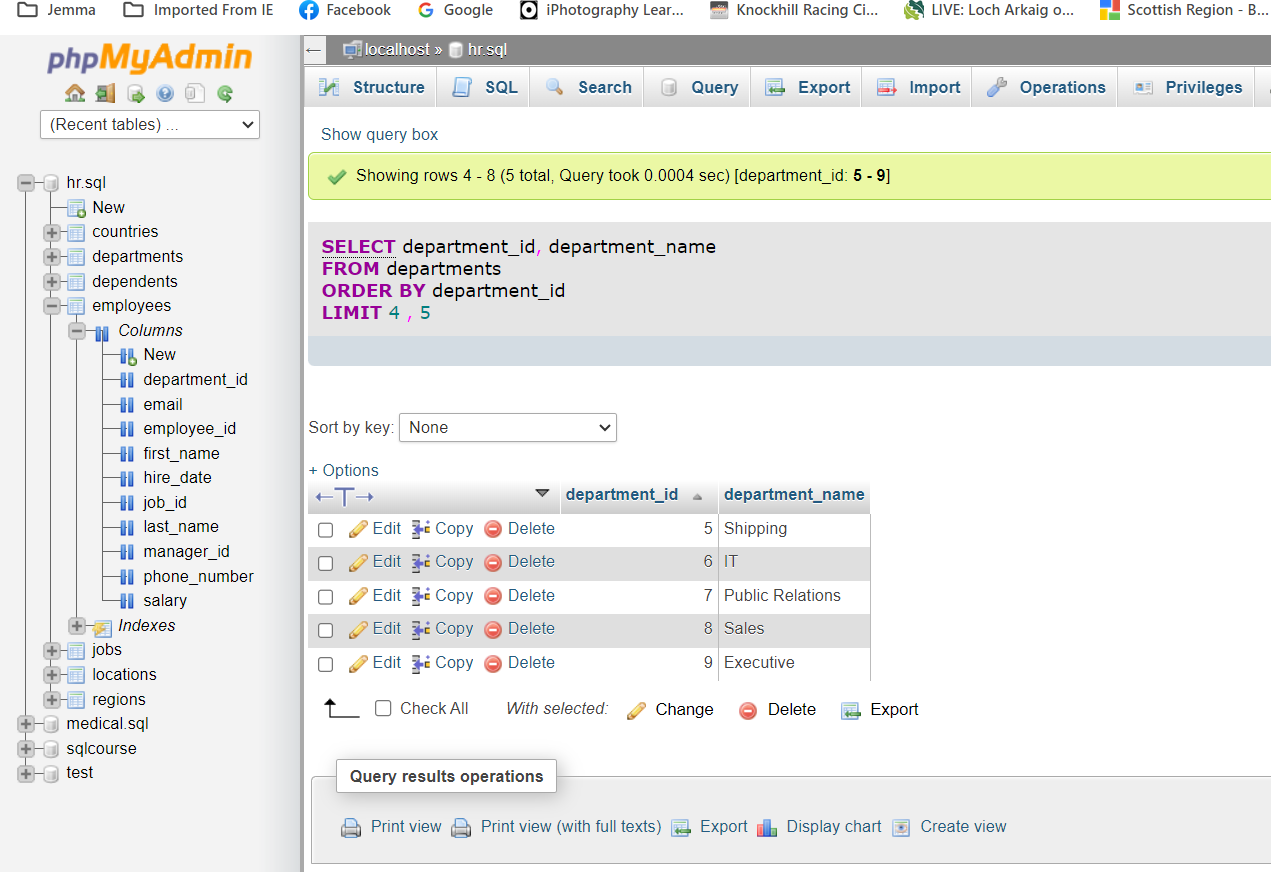 Jemma Imported From IE Facebook Google iPhotography Lear... Knockhill Racing Ci... LIVE: Loch Arkaig o... Scottish Region - B...
phpMyAdmin
(Recent tables) ...
hr.sql
New
countries
departments
dependents
employees
Columns
New
department_id
email
employee_id
first_name
hire_date
job_id
last_name
manager_id
phone_number
salary
Indexes
jobs
locations
regions
medical.sql
sqlcourse
test
← localhost » hr.sql
Structure SQL Search Query Export Import Operations Privileges
Show query box
Showing rows 4 - 8 (5 total, Query took 0.0004 sec) [department_id: 5 - 9]
SELECT department_id, department_name
FROM departments
ORDER BY department_id
LIMIT 4 , 5
Sort by key: None
+ Options
←T→ department_id department_name
Edit Copy Delete 5 Shipping
Edit Copy Delete 6 IT
Edit Copy Delete 7 Public Relations
Edit Copy Delete 8 Sales
Edit Copy Delete 9 Executive
Check All With selected: Change Delete Export
Query results operations
Print view Print view (with full texts) Export Display chart Create view